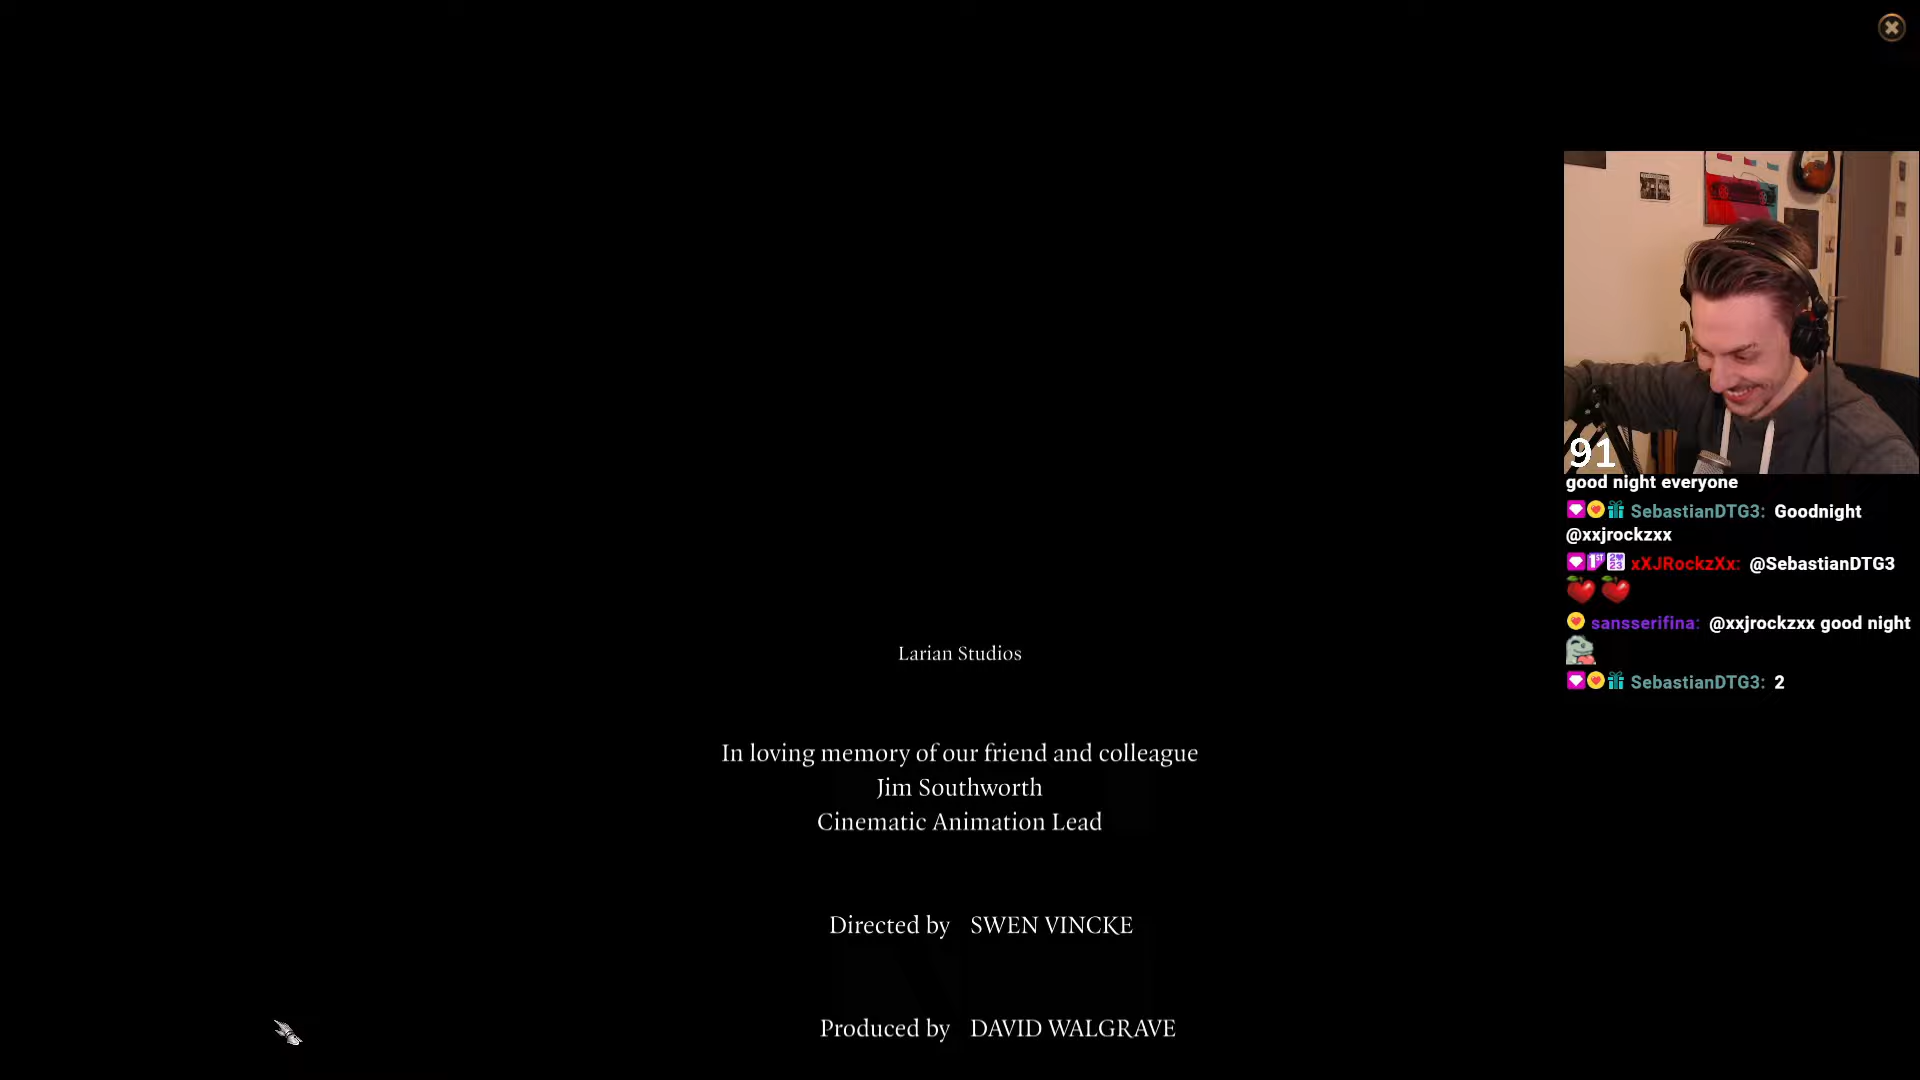 Larian Studios
In loving memory of our friend and colleague
Jim Southworth
Cinematic Animation Lead
Directed by SWEN VINCKE
Produced by DAVID WALGRAVE
91
good night everyone
SebastianDTG3: Goodnight
@xxjrockzxx
xXJRockzXx: @SebastianDTG3
sansserifina: @xxjrockzxx good night
SebastianDTG3: 2